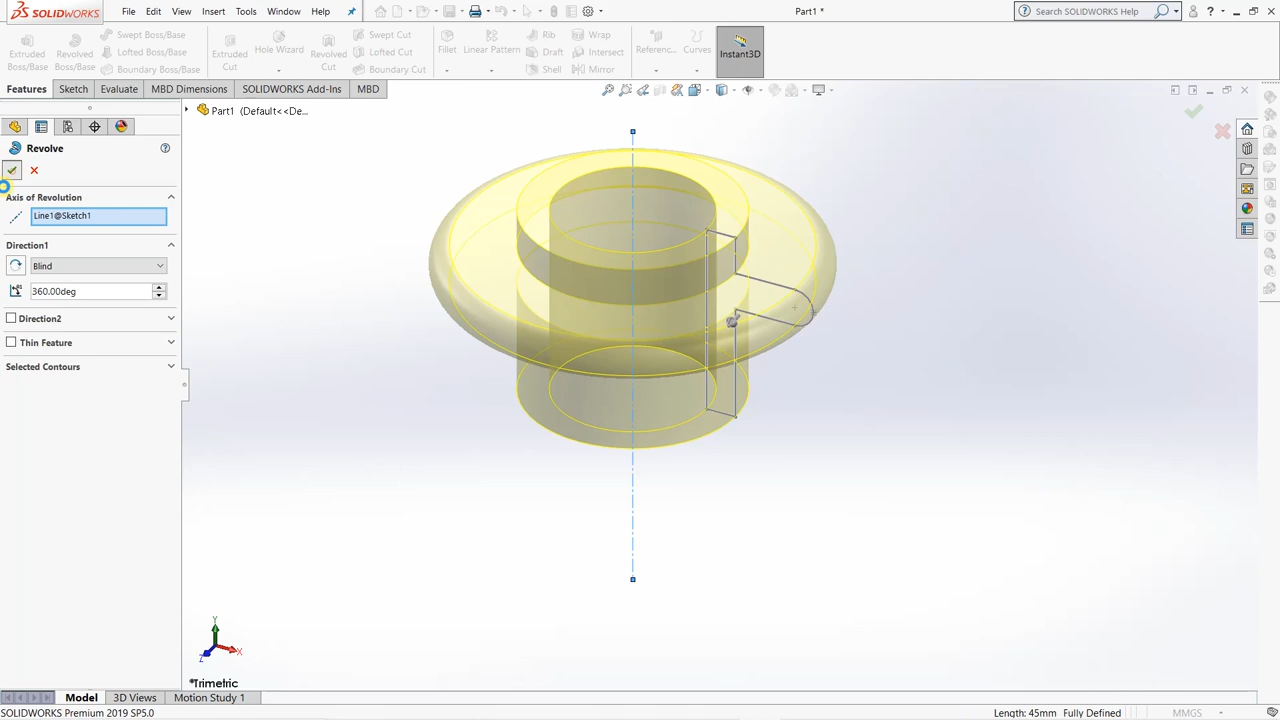 SOLIDWORKS File Edit View Insert Tools Window Help Part1 * Search SOLIDWORKS Help ?
Extruded Boss/Base
Revolved Boss/Base
Swept Boss/Base
Lofted Boss/Base
Boundary Boss/Base
Extruded Cut
Hole Wizard
Revolved Cut
Swept Cut
Lofted Cut
Boundary Cut
Fillet
Linear Pattern
Rib
Draft
Shell
Wrap
Intersect
Mirror
Referenc...
Curves
Instant3D
Features Sketch Evaluate MBD Dimensions SOLIDWORKS Add-Ins MBD
Part1 (Default<<De...
Revolve
Axis of Revolution
Line1@Sketch1
Direction1
Blind
360.00deg
Direction2
Thin Feature
Selected Contours
Y
X
Z
*Trimetric
Model 3D Views Motion Study 1
SOLIDWORKS Premium 2019 SP5.0 Length: 45mm Fully Defined MMGS